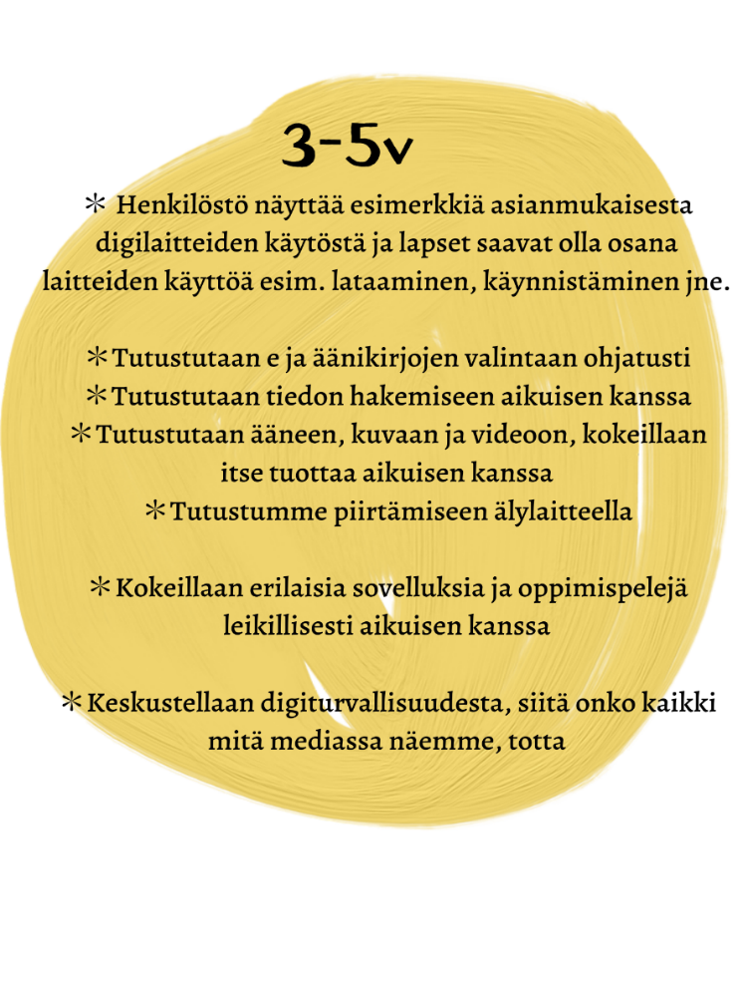 3-5v
✻ Henkilöstö näyttää esimerkkiä asianmukaisesta
digilaitteiden käytöstä ja lapset saavat olla osana
laitteiden käyttöä esim. lataaminen, käynnistäminen jne.
✻Tutustutaan e ja äänikirjojen valintaan ohjatusti
✻Tutustutaan tiedon hakemiseen aikuisen kanssa
✻Tutustutaan ääneen, kuvaan ja videoon, kokeillaan
itse tuottaa aikuisen kanssa
✻Tutustumme piirtämiseen älylaitteella
✻Kokeillaan erilaisia sovelluksia ja oppimispelejä
leikillisesti aikuisen kanssa
✻Keskustellaan digiturvallisuudesta, siitä onko kaikki
mitä mediassa näemme, totta